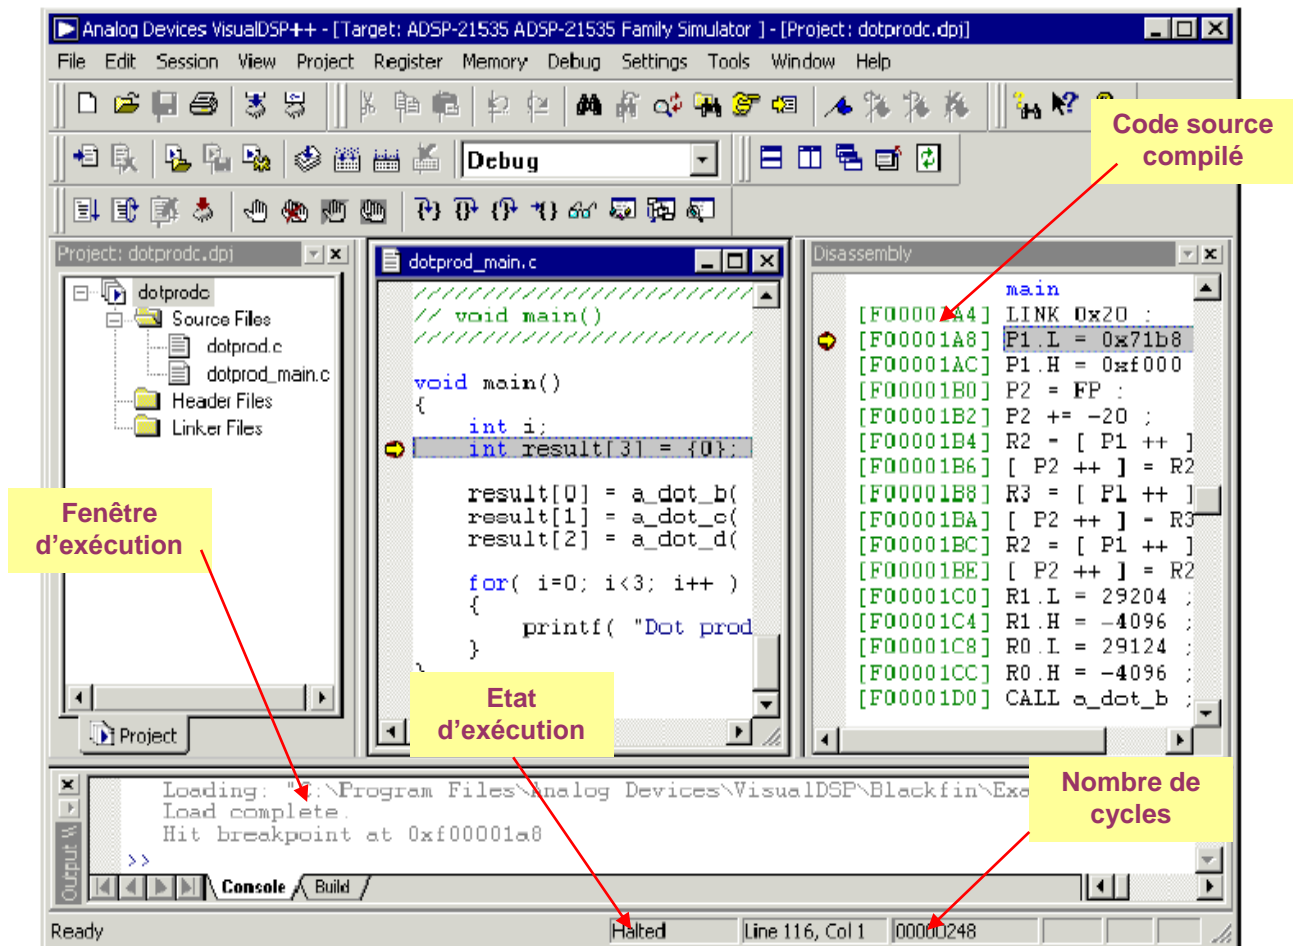 Analog Devices VisualDSP++ - [Target: ADSP-21535 ADSP-21535 Family Simulator ] - [Project: dotprodc.dpj]
File Edit Session View Project Register Memory Debug Settings Tools Window Help
Code source
compilé
Debug
Project: dotprodc.dpj
dotprodc
Source Files
dotprod.c
dotprod_main.c
Header Files
Linker Files
Project
dotprod_main.c
////////////////////////
// void main()
////////////////////////
void main()
{
int i;
int result[3] = {0};
result[0] = a_dot_b(
result[1] = a_dot_c(
result[2] = a_dot_d(
for( i=0; i<3; i++ )
{
printf( "Dot prod
}
}
Disassembly
main
[F00001A4] LINK 0x20 ;
[F00001A8] P1.L = 0x71b8
[F00001AC] P1.H = 0xf000
[F00001B0] P2 = FP ;
[F00001B2] P2 += -20 ;
[F00001B4] R2 = [ P1 ++ ]
[F00001B6] [ P2 ++ ] = R2
[F00001B8] R3 = [ P1 ++ ]
[F00001BA] [ P2 ++ ] = R3
[F00001BC] R2 = [ P1 ++ ]
[F00001BE] [ P2 ++ ] = R2
[F00001C0] R1.L = 29204 ;
[F00001C4] R1.H = -4096 ;
[F00001C8] R0.L = 29124 ;
[F00001CC] R0.H = -4096 ;
[F00001D0] CALL a_dot_b ;
Fenêtre
d'exécution
Etat
d'exécution
Nombre de
cycles
Loading: "C:\Program Files\Analog Devices\VisualDSP\Blackfin\Exa
Load complete.
Hit breakpoint at 0xf00001a8
>>
Output
Console Build
Ready Halted Line 116, Col 1 00000248